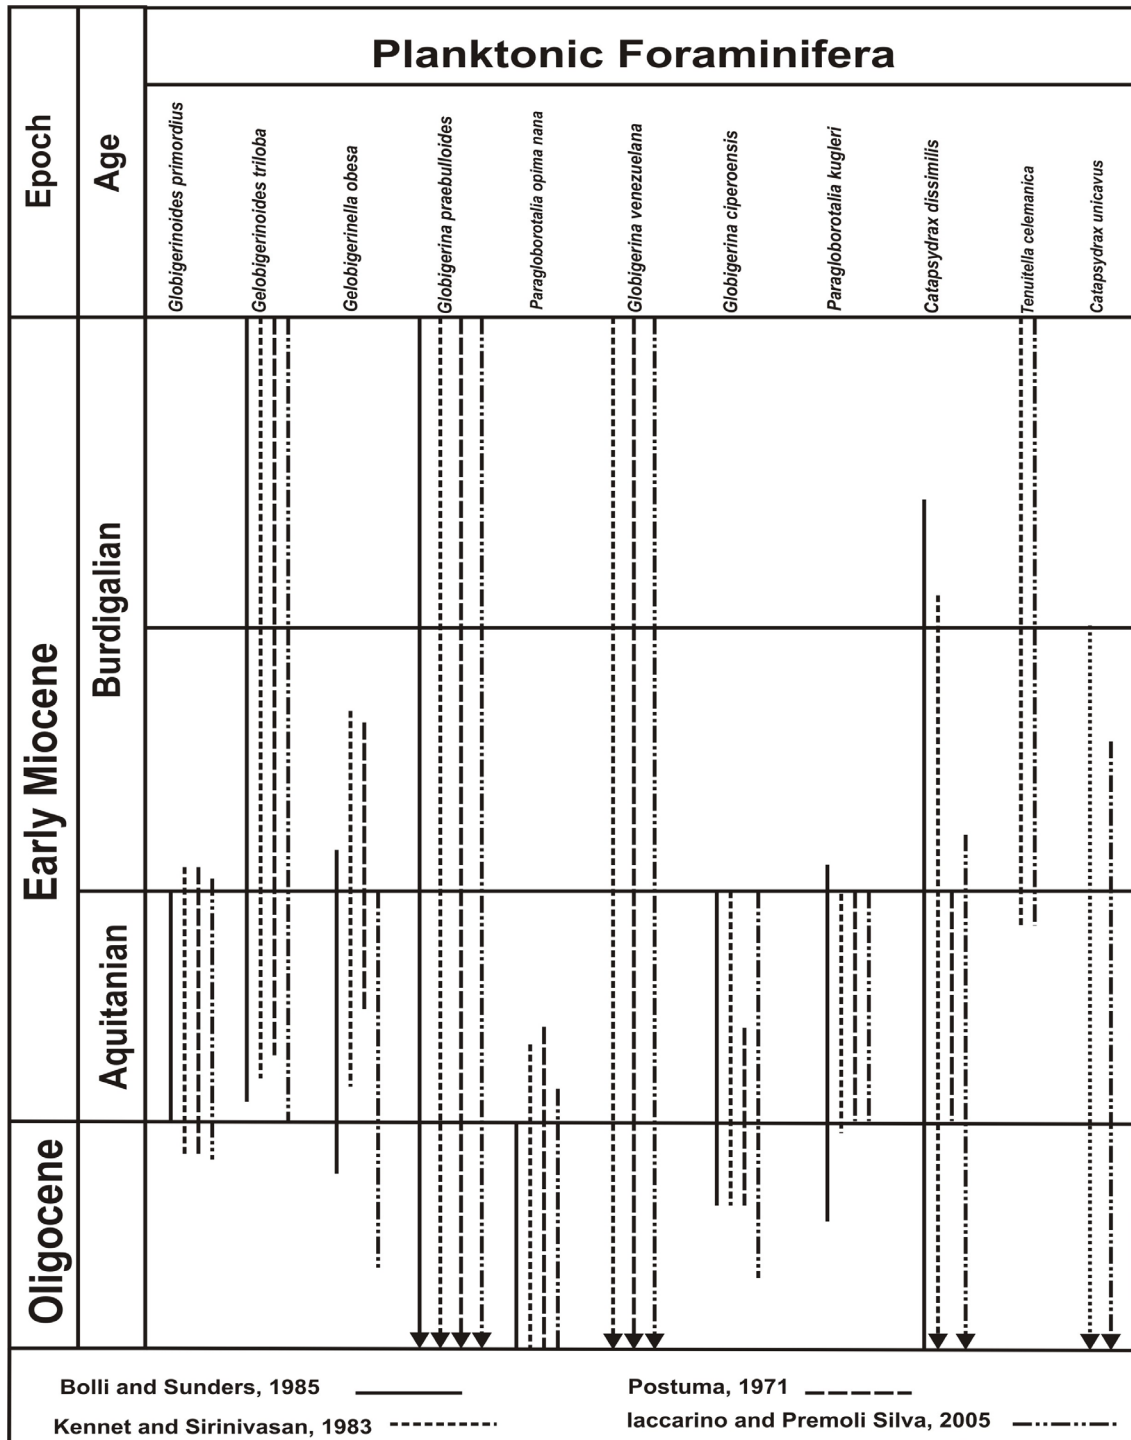 Planktonic Foraminifera
Epoch
Age
Globigerinoides primordius
Gelobigerinoides triloba
Gelobigerinella obesa
Globigerina praebulloides
Paragloborotalia opima nana
Globigerina venezuelana
Globigerina ciperoensis
Paragloborotalia kugleri
Catapsydrax dissimilis
Tenuitella celemanica
Catapsydrax unicavus
Early Miocene
Burdigalian
Aquitanian
Oligocene
Bolli and Sunders, 1985
Postuma, 1971
Kennet and Sirinivasan, 1983
Iaccarino and Premoli Silva, 2005